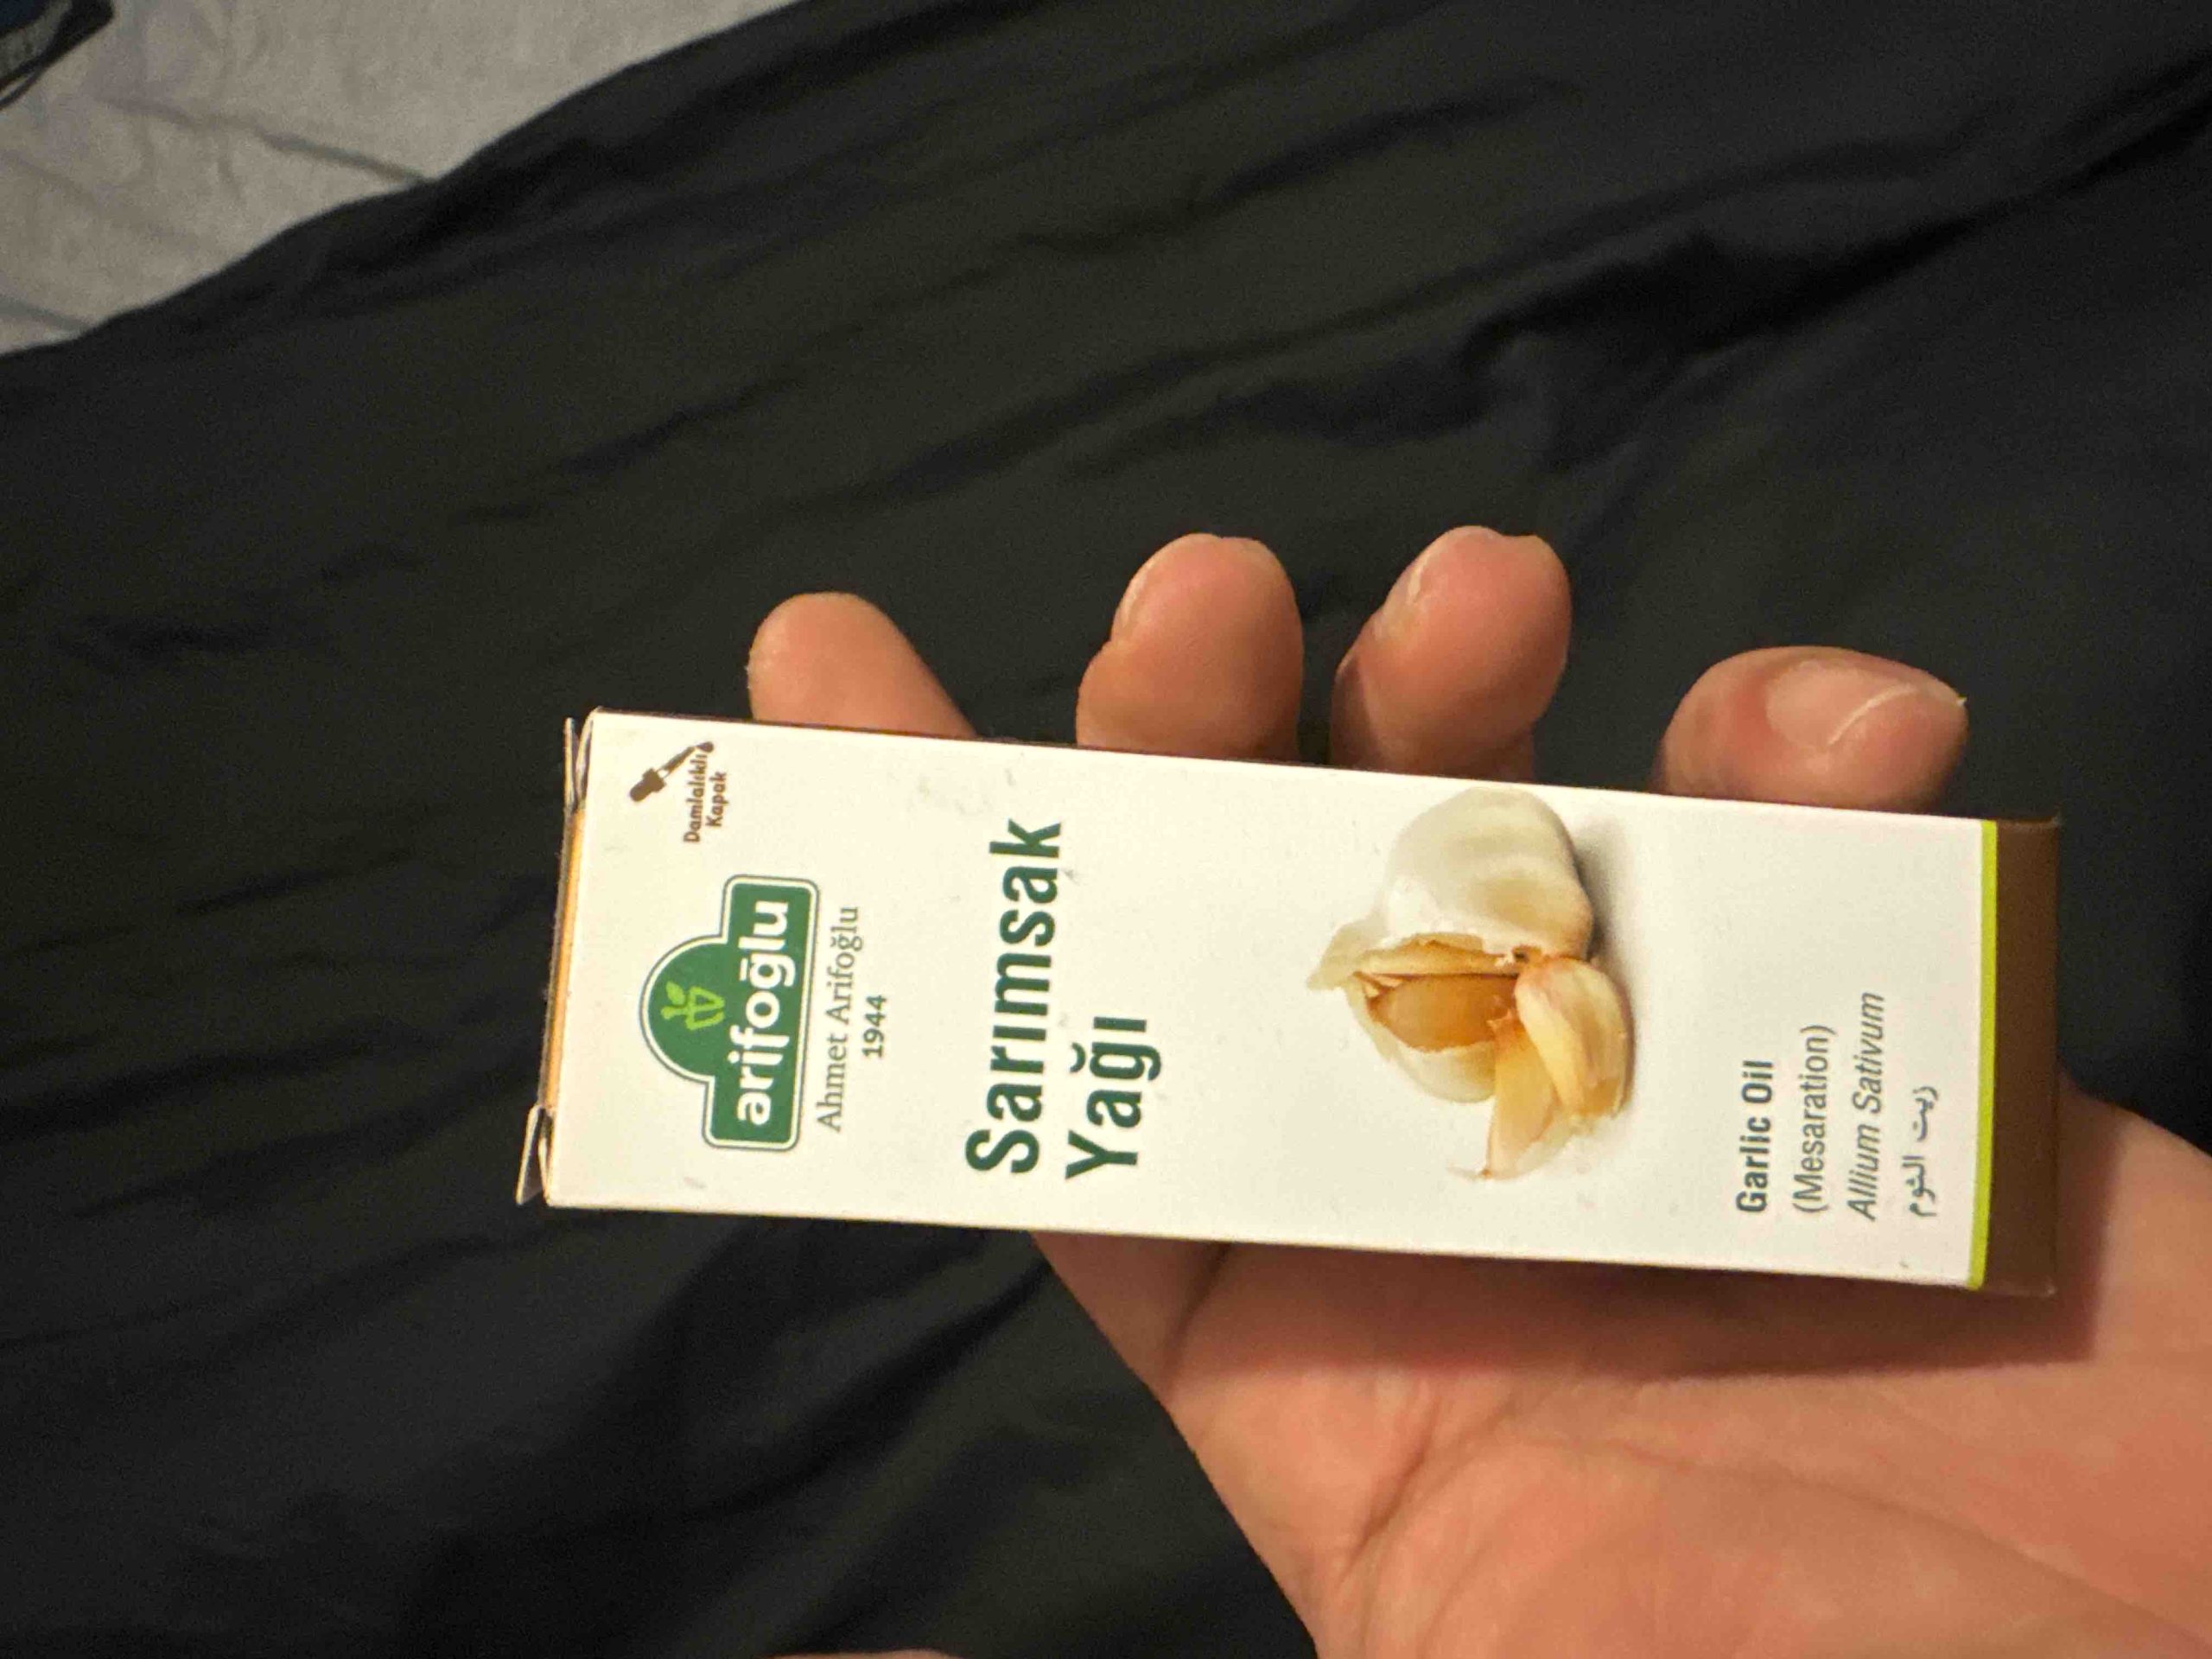 Damlalıklı
Kapak
arifoğlu
Ahmet Arifoğlu
1944
Sarımsak
Yağı
Garlic Oil
(Mesaration)
Allium Sativum
زيت الثوم